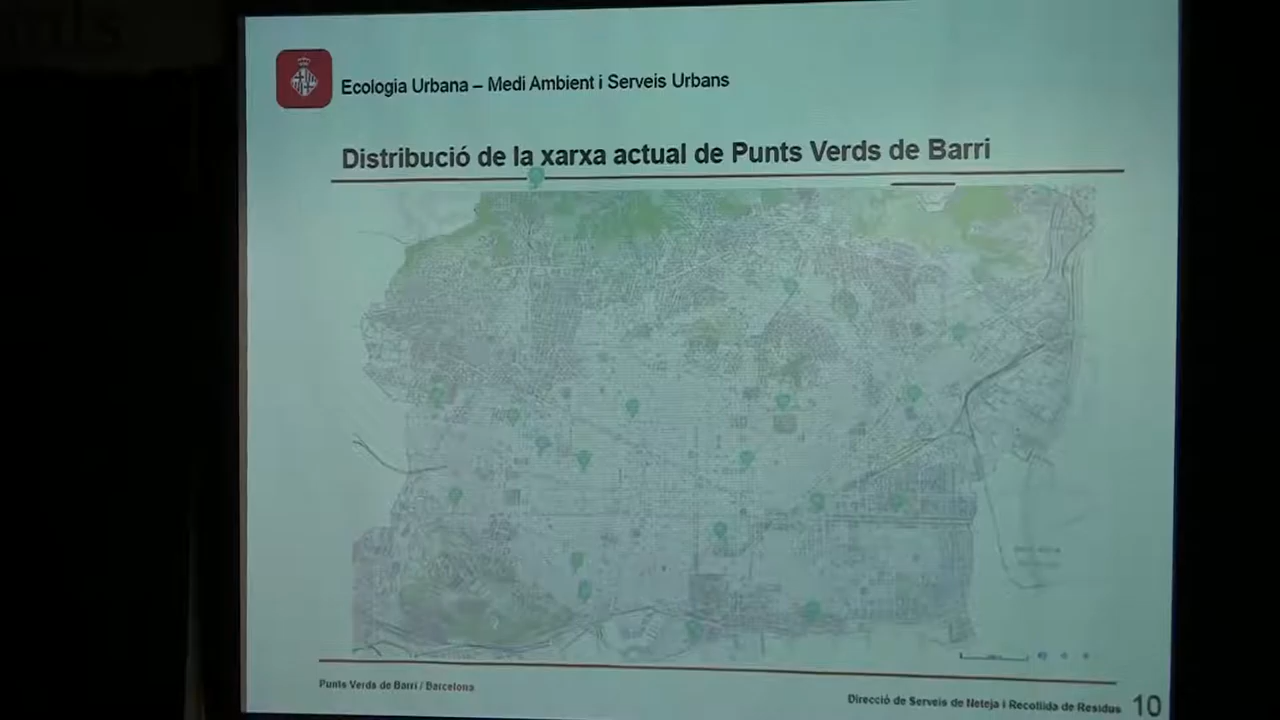 Ecologia Urbana – Medi Ambient i Serveis Urbans
Distribució de la xarxa actual de Punts Verds de Barri
Punts Verds de Barri / Barcelona
Direcció de Serveis de Neteja i Recollida de Residus 10